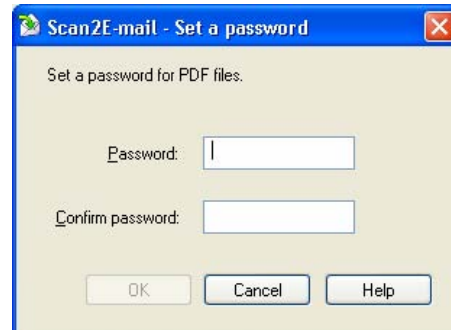 Scan2E-mail - Set a password
Set a password for PDF files.
Password:
Confirm password:
OK Cancel Help